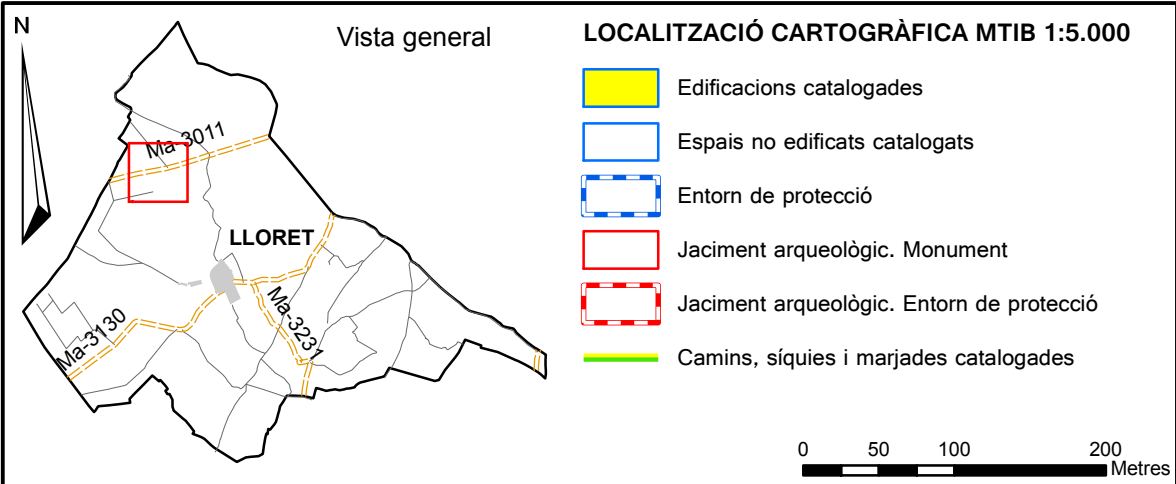 N
Vista general
Ma-3011
LLORET
Ma-3130
Ma-3231
LOCALITZACIÓ CARTOGRÀFICA MTIB 1:5.000
Edificacions catalogades
Espais no edificats catalogats
Entorn de protecció
Jaciment arqueològic. Monument
Jaciment arqueològic. Entorn de protecció
Camins, síquies i marjades catalogades
0 50 100 200
Metres